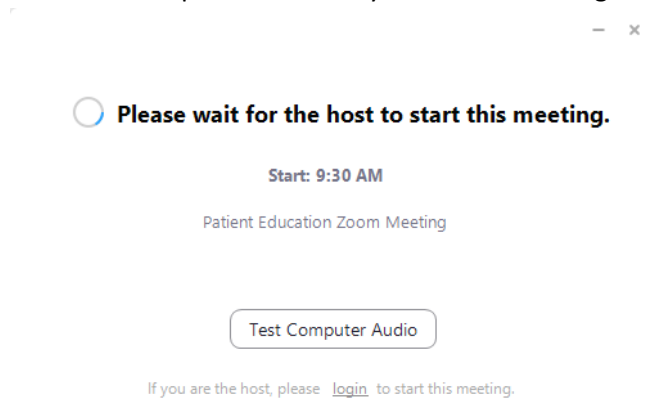 Please wait for the host to start this meeting.
Start: 9:30 AM
Patient Education Zoom Meeting
Test Computer Audio
If you are the host, please login to start this meeting.